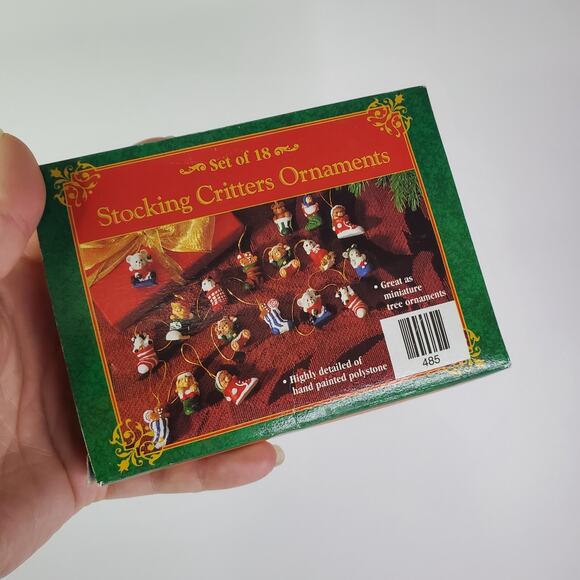 Set of 18
Stocking Critters Ornaments
• Great as
miniature
tree ornaments
• Highly detailed of
hand painted polystone
485